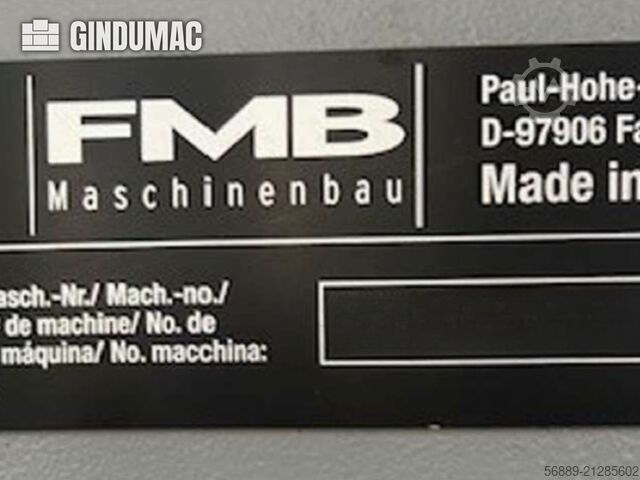 GINDUMAC
FMB
Maschinenbau
Paul-Hohe-
D-97906 Fa
Made in
asch.-Nr./ Mach.-no./
de machine/ No. de
máquina/ No. macchina:
56889-21285602